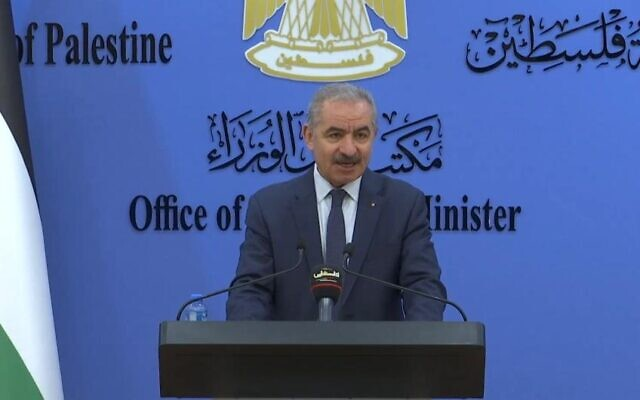 of Palestine
فلسطين
ة فلسطين
مكتب الوزراء
Office of Minister